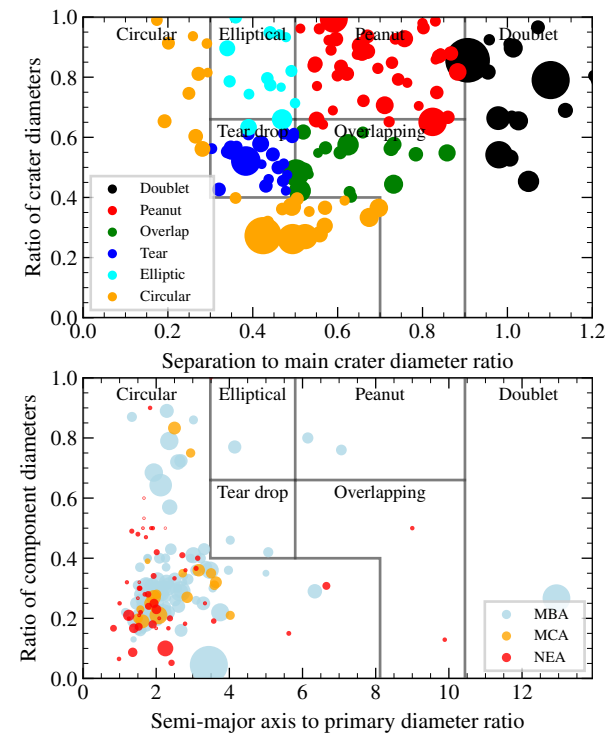 1.0
0.8
0.6
0.4
0.2
0.0
Ratio of crater diameters
Circular
Elliptical
Peanut
Doublet
Tear drop
Overlapping
Doublet
Peanut
Overlap
Tear
Elliptic
Circular
0.0
0.2
0.4
0.6
0.8
1.0
1.2
Separation to main crater diameter ratio
1.0
0.8
0.6
0.4
0.2
0.0
Ratio of component diameters
Circular
Elliptical
Peanut
Doublet
Tear drop
Overlapping
MBA
MCA
NEA
0
2
4
6
8
10
12
Semi-major axis to primary diameter ratio